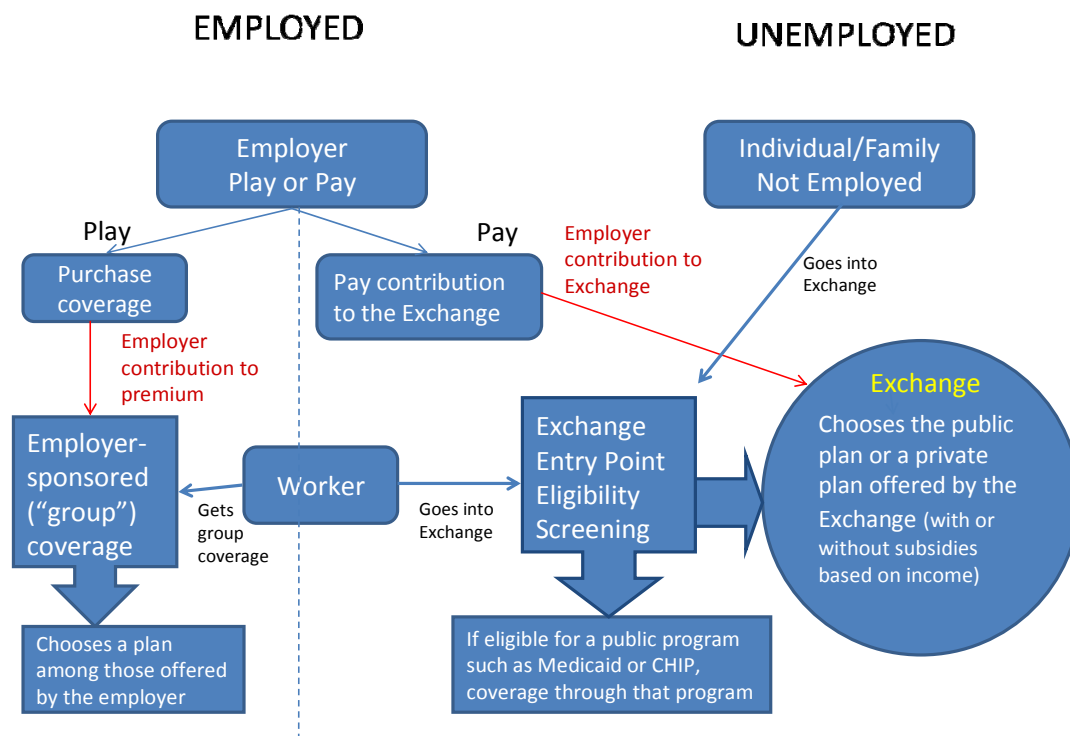 EMPLOYED
UNEMPLOYED
Employer
Play or Pay
Individual/Family
Not Employed
Play
Pay
Employer
contribution to
Exchange
Goes into
Exchange
Purchase
coverage
Pay contribution
to the Exchange
Employer
contribution to
premium
Exchange
Chooses the public
plan or a private
plan offered by the
Exchange (with or
without subsidies
based on income)
Employer-
sponsored
(“group”)
coverage
Gets
group
coverage
Worker
Goes into
Exchange
Exchange
Entry Point
Eligibility
Screening
Chooses a plan
among those offered
by the employer
If eligible for a public program
such as Medicaid or CHIP,
coverage through that program